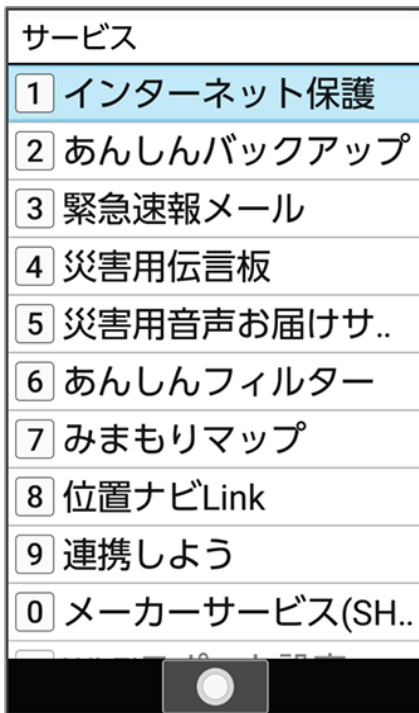 サービス
1 インターネット保護
2 あんしんバックアップ
3 緊急速報メール
4 災害用伝言板
5 災害用音声お届けサ..
6 あんしんフィルター
7 みまもりマップ
8 位置ナビLink
9 連携しよう
0 メーカーサービス(SH..